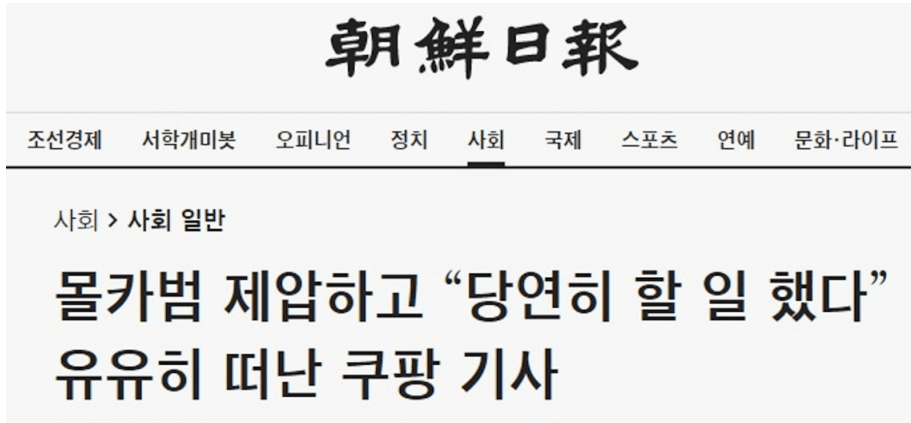 朝鮮日報
조선경제 서학개미봇 오피니언 정치 사회 국제 스포츠 연예 문화·라이프
사회 > 사회 일반
몰카범 제압하고 “당연히 할 일 했다”
유유히 떠난 쿠팡 기사